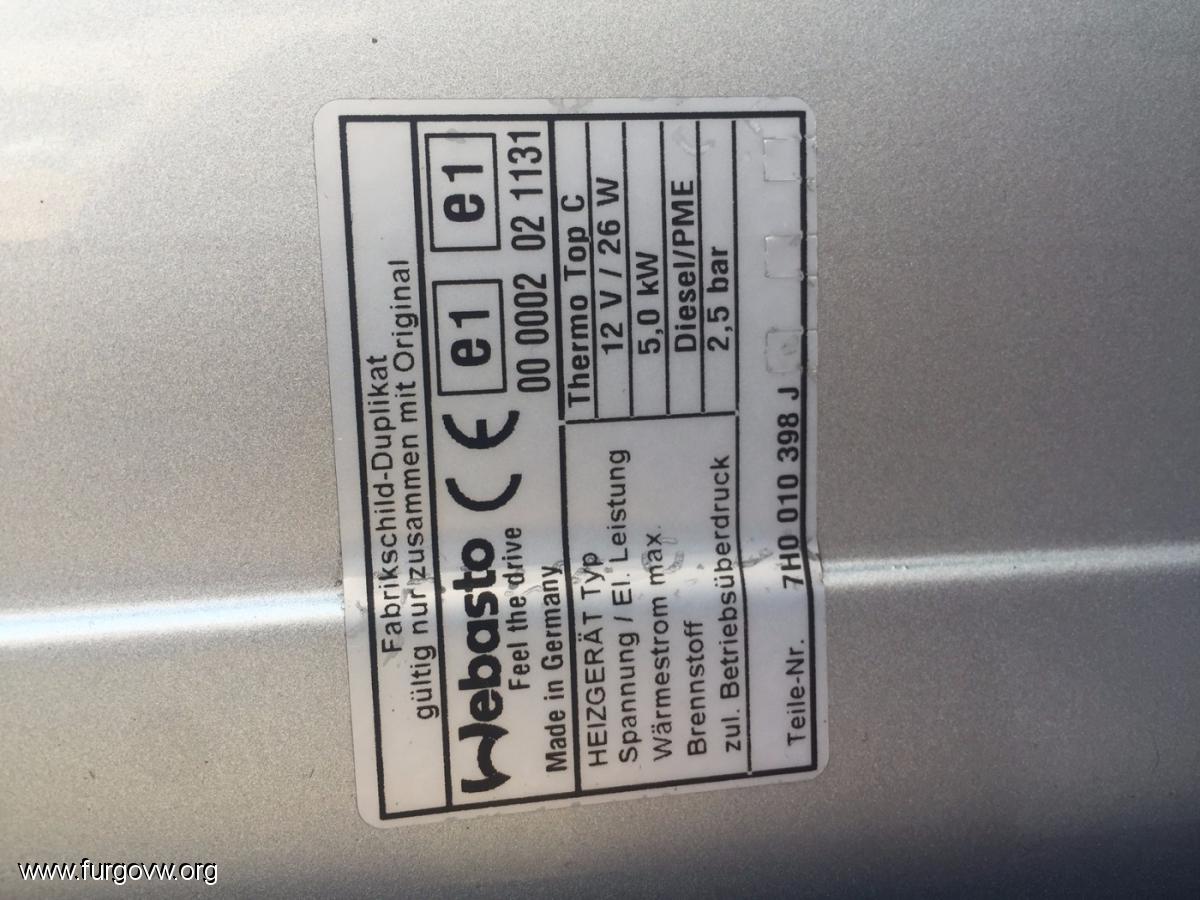 Fabrikschild-Duplikat
gültig nur zusammen mit Original
Webasto CE e1 e1
Feel the drive
00 0002 02 1131
Made in Germany
HEIZGERÄT Typ Thermo Top C
Spannung / El. Leistung 12 V / 26 W
Wärmestrom max. 5,0 kW
Brennstoff Diesel/PME
zul. Betriebsüberdruck 2,5 bar
Teile-Nr. 7H0 010 398 J
www.furgovw.org